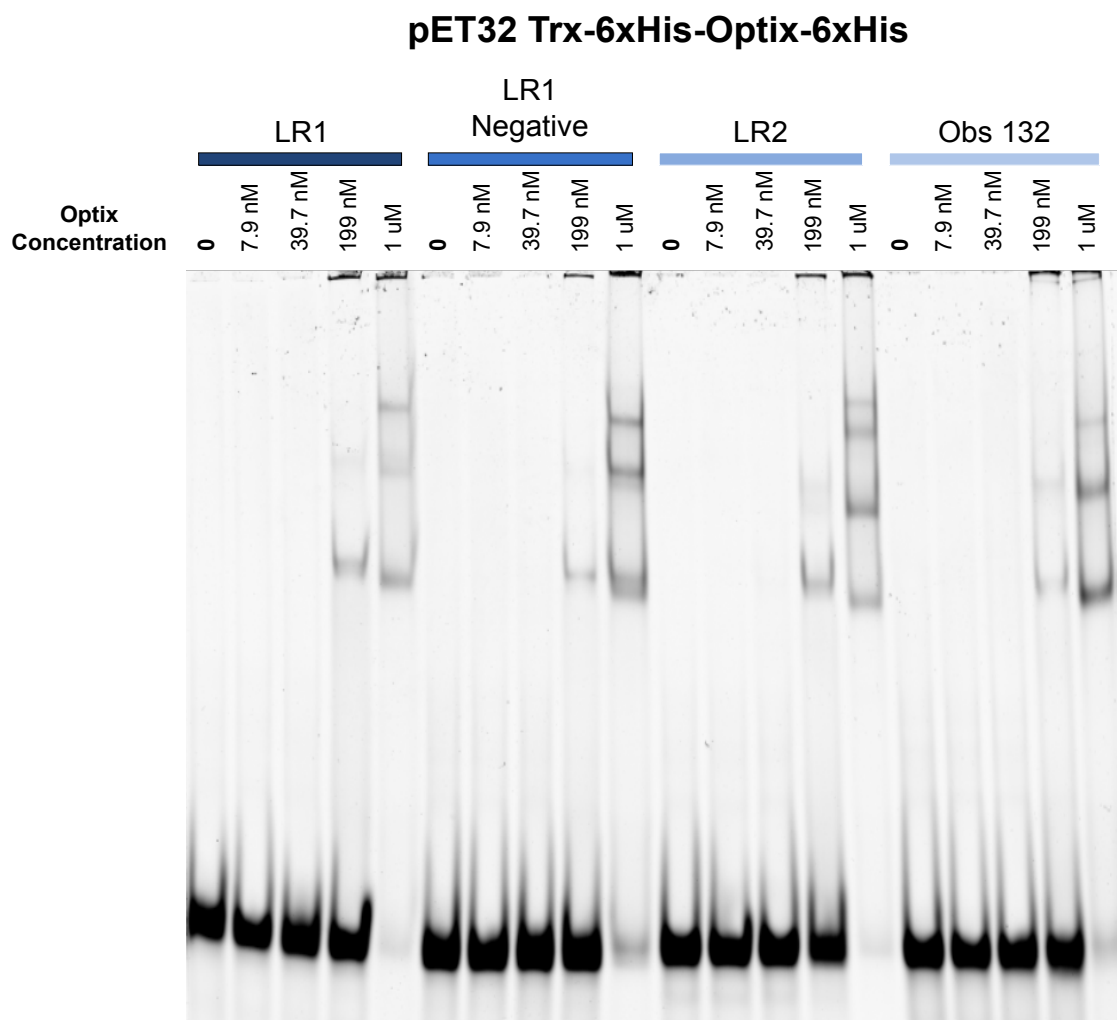 pET32 Trx-6xHis-Optix-6xHis
LR1
LR1
Negative
LR2
Obs 132
Optix
Concentration
0
7.9 nM
39.7 nM
199 nM
1 uM
0
7.9 nM
39.7 nM
199 nM
1 uM
0
7.9 nM
39.7 nM
199 nM
1 uM
0
7.9 nM
39.7 nM
199 nM
1 uM